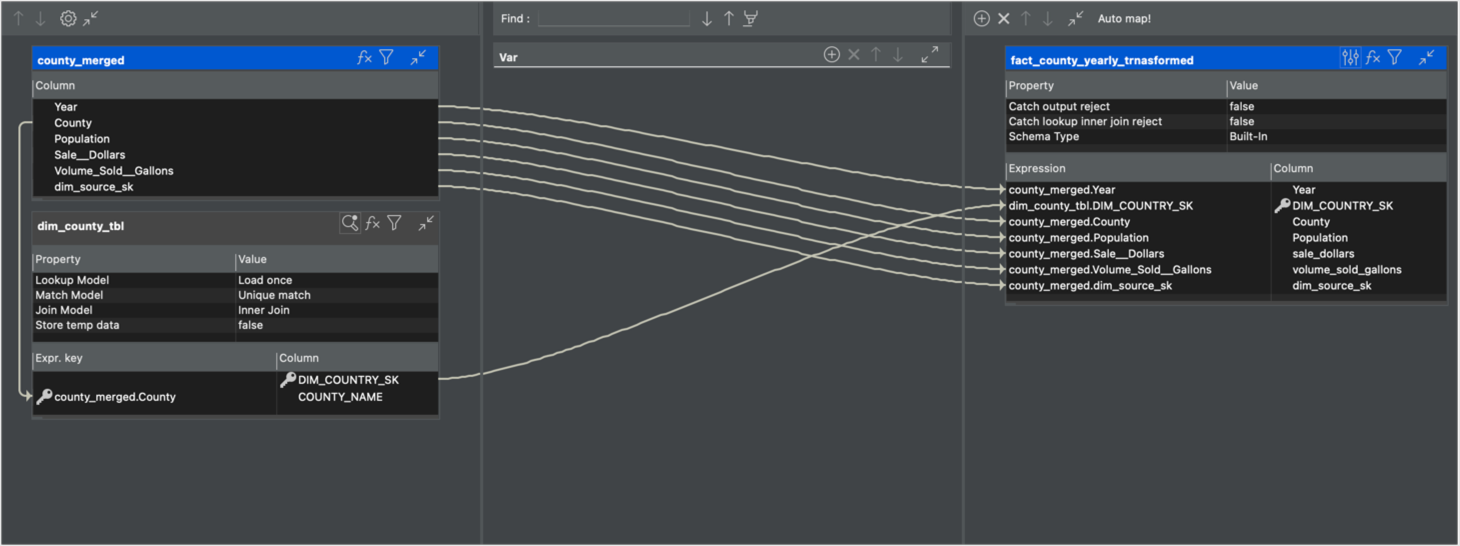 Find :
Auto map!
county_merged
Column
Year
County
Population
Sale__Dollars
Volume_Sold__Gallons
dim_source_sk
dim_county_tbl
Property Value
Lookup Model Load once
Match Model Unique match
Join Model Inner Join
Store temp data false
Expr. key Column
DIM_COUNTRY_SK
county_merged.County COUNTY_NAME
Var
fact_county_yearly_trnasformed
Property Value
Catch output reject false
Catch lookup inner join reject false
Schema Type Built-In
Expression Column
county_merged.Year Year
dim_county_tbl.DIM_COUNTRY_SK DIM_COUNTRY_SK
county_merged.County County
county_merged.Population Population
county_merged.Sale__Dollars sale_dollars
county_merged.Volume_Sold__Gallons volume_sold_gallons
county_merged.dim_source_sk dim_source_sk